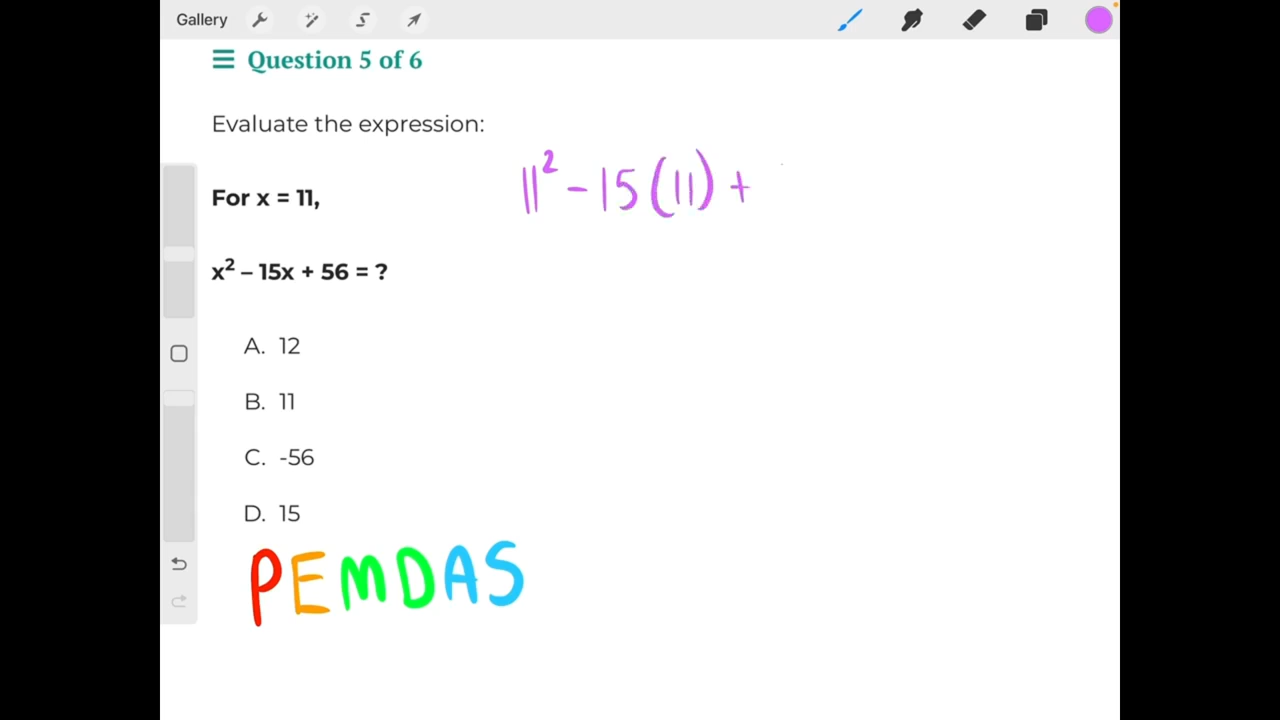 Gallery
Question 5 of 6
Evaluate the expression:
11² - 15(11) +
For x = 11,
x² – 15x + 56 = ?
A. 12
B. 11
C. -56
D. 15
PEMDAS